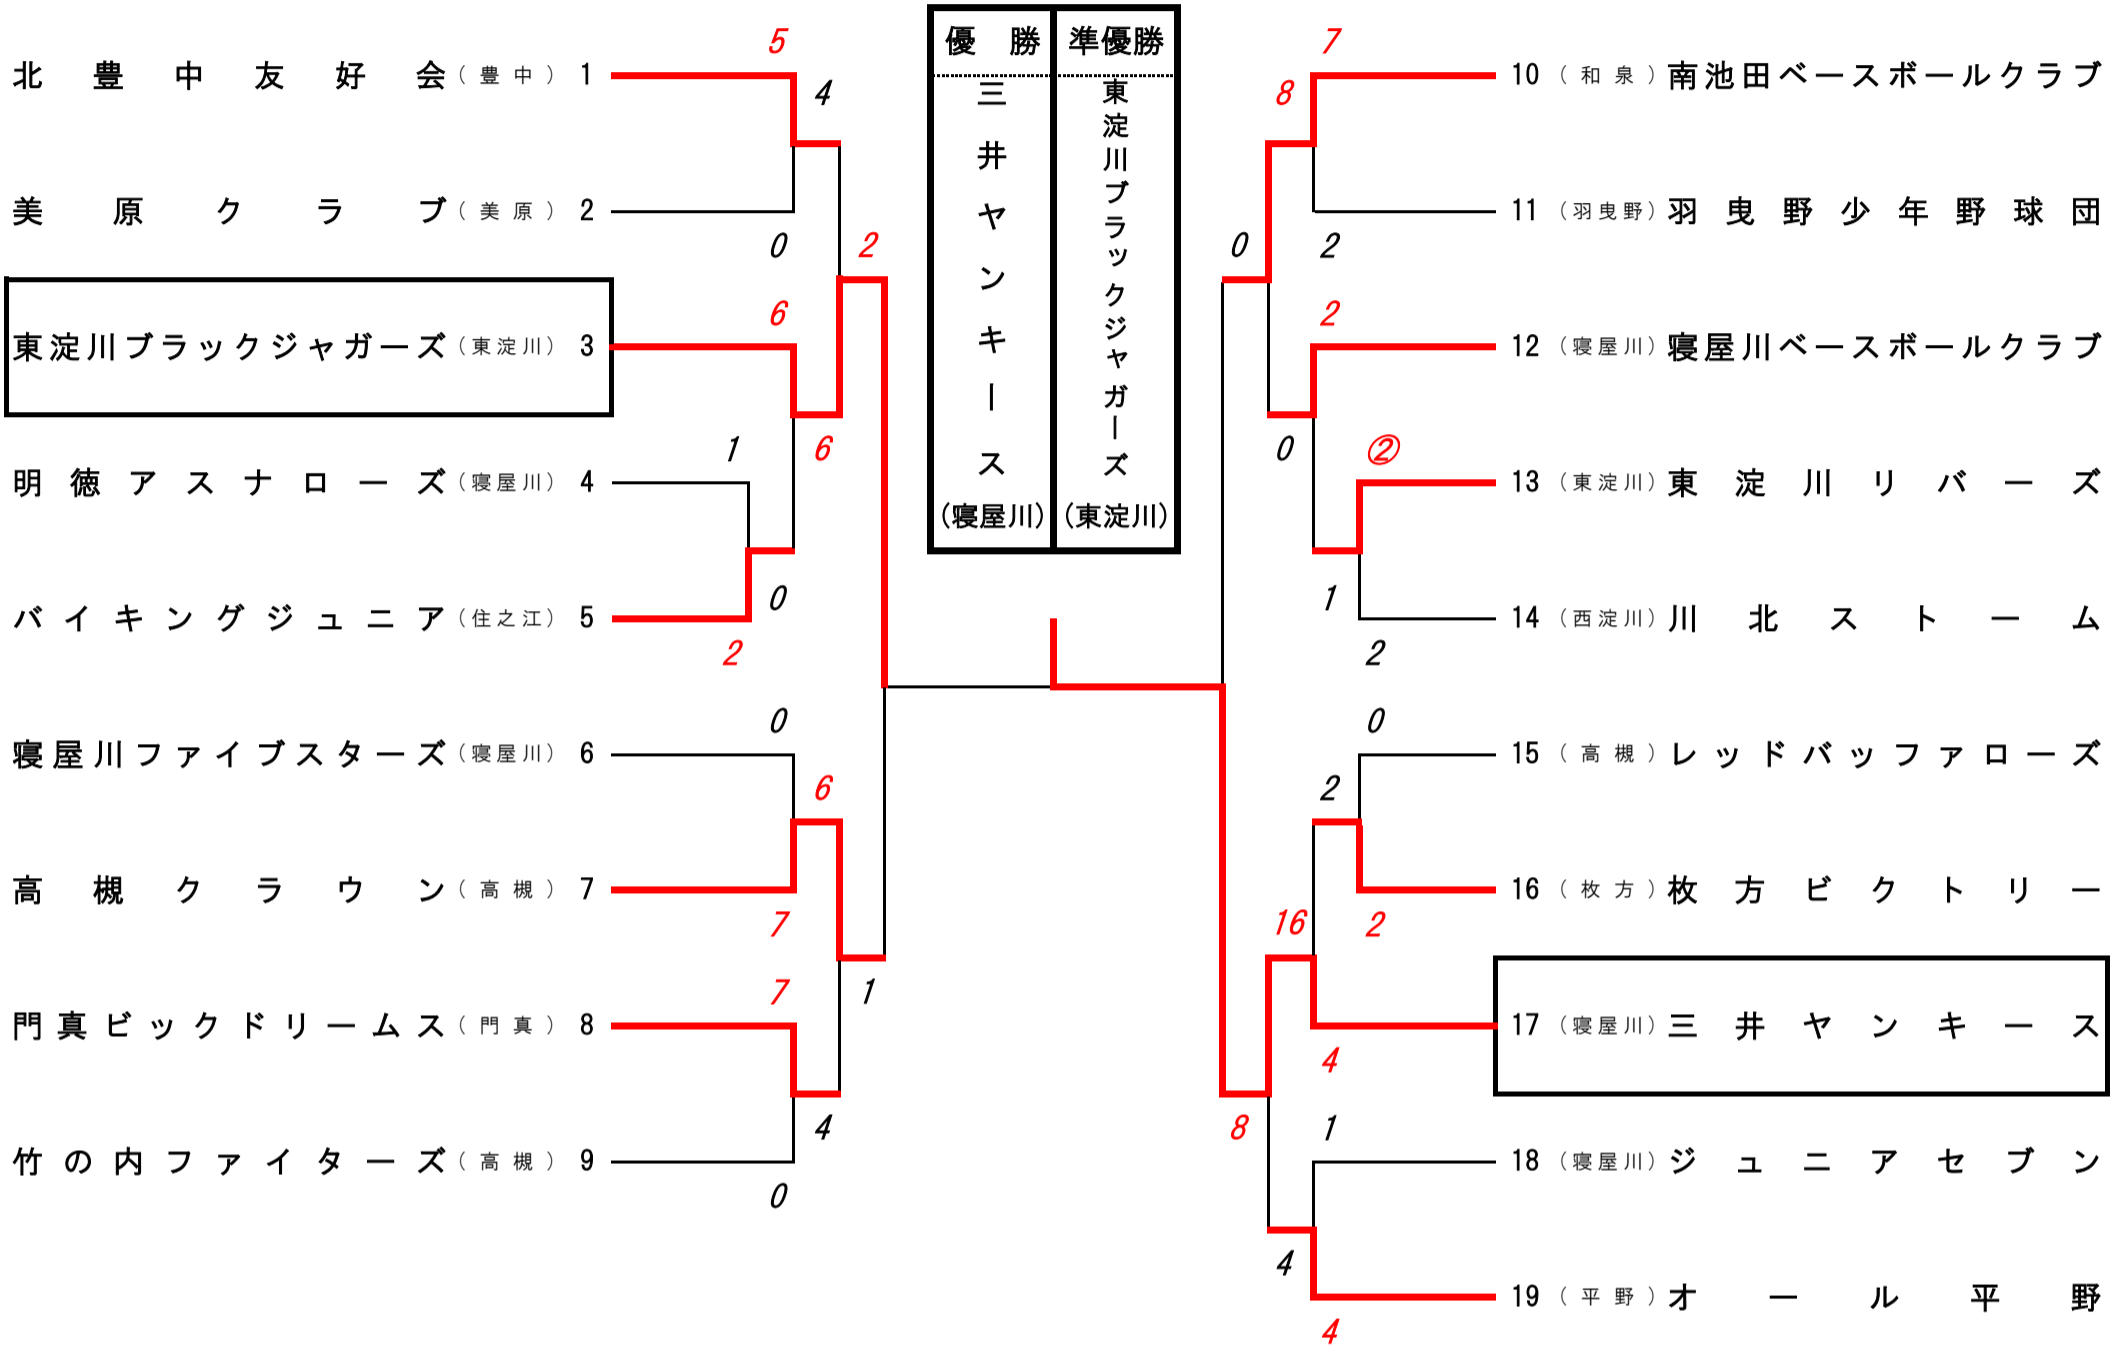 優勝 準優勝
三井ヤンキース 東淀川ブラックジャガーズ
(寝屋川) (東淀川)
北豊中友好会 (豊中) 1
5
4
美原クラブ (美原) 2
0
2
東淀川ブラックジャガーズ (東淀川) 3
6
6
明徳アスナローズ (寝屋川) 4
1
0
バイキングジュニア (住之江) 5
2
寝屋川ファイブスターズ (寝屋川) 6
0
6
高槻クラウン (高槻) 7
7
門真ビックドリームス (門真) 8
7
1
4
竹の内ファイターズ (高槻) 9
0
7
10 (和泉) 南池田ベースボールクラブ
8
11 (羽曳野) 羽曳野少年野球団
2
0
2
12 (寝屋川) 寝屋川ベースボールクラブ
0
②
13 (東淀川) 東淀川リバーズ
1
14 (西淀川) 川北ストーム
2
0
15 (高槻) レッドバッファローズ
2
16 (枚方) 枚方ビクトリー
2
16
17 (寝屋川) 三井ヤンキース
4
8
1
18 (寝屋川) ジュニアセブン
4
19 (平野) オール平野
4